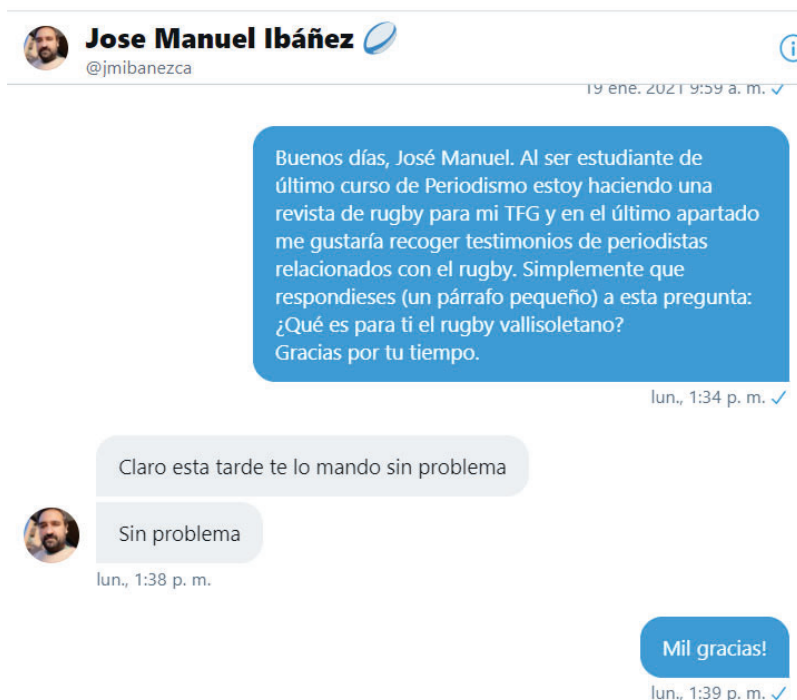 Jose Manuel Ibáñez
@jmibanezca
19 ene. 2021 9:59 a. m.
Buenos días, José Manuel. Al ser estudiante de
último curso de Periodismo estoy haciendo una
revista de rugby para mi TFG y en el último apartado
me gustaría recoger testimonios de periodistas
relacionados con el rugby. Simplemente que
respondieses (un párrafo pequeño) a esta pregunta:
¿Qué es para ti el rugby vallisoletano?
Gracias por tu tiempo.
lun., 1:34 p. m.
Claro esta tarde te lo mando sin problema
Sin problema
lun., 1:38 p. m.
Mil gracias!
lun., 1:39 p. m.